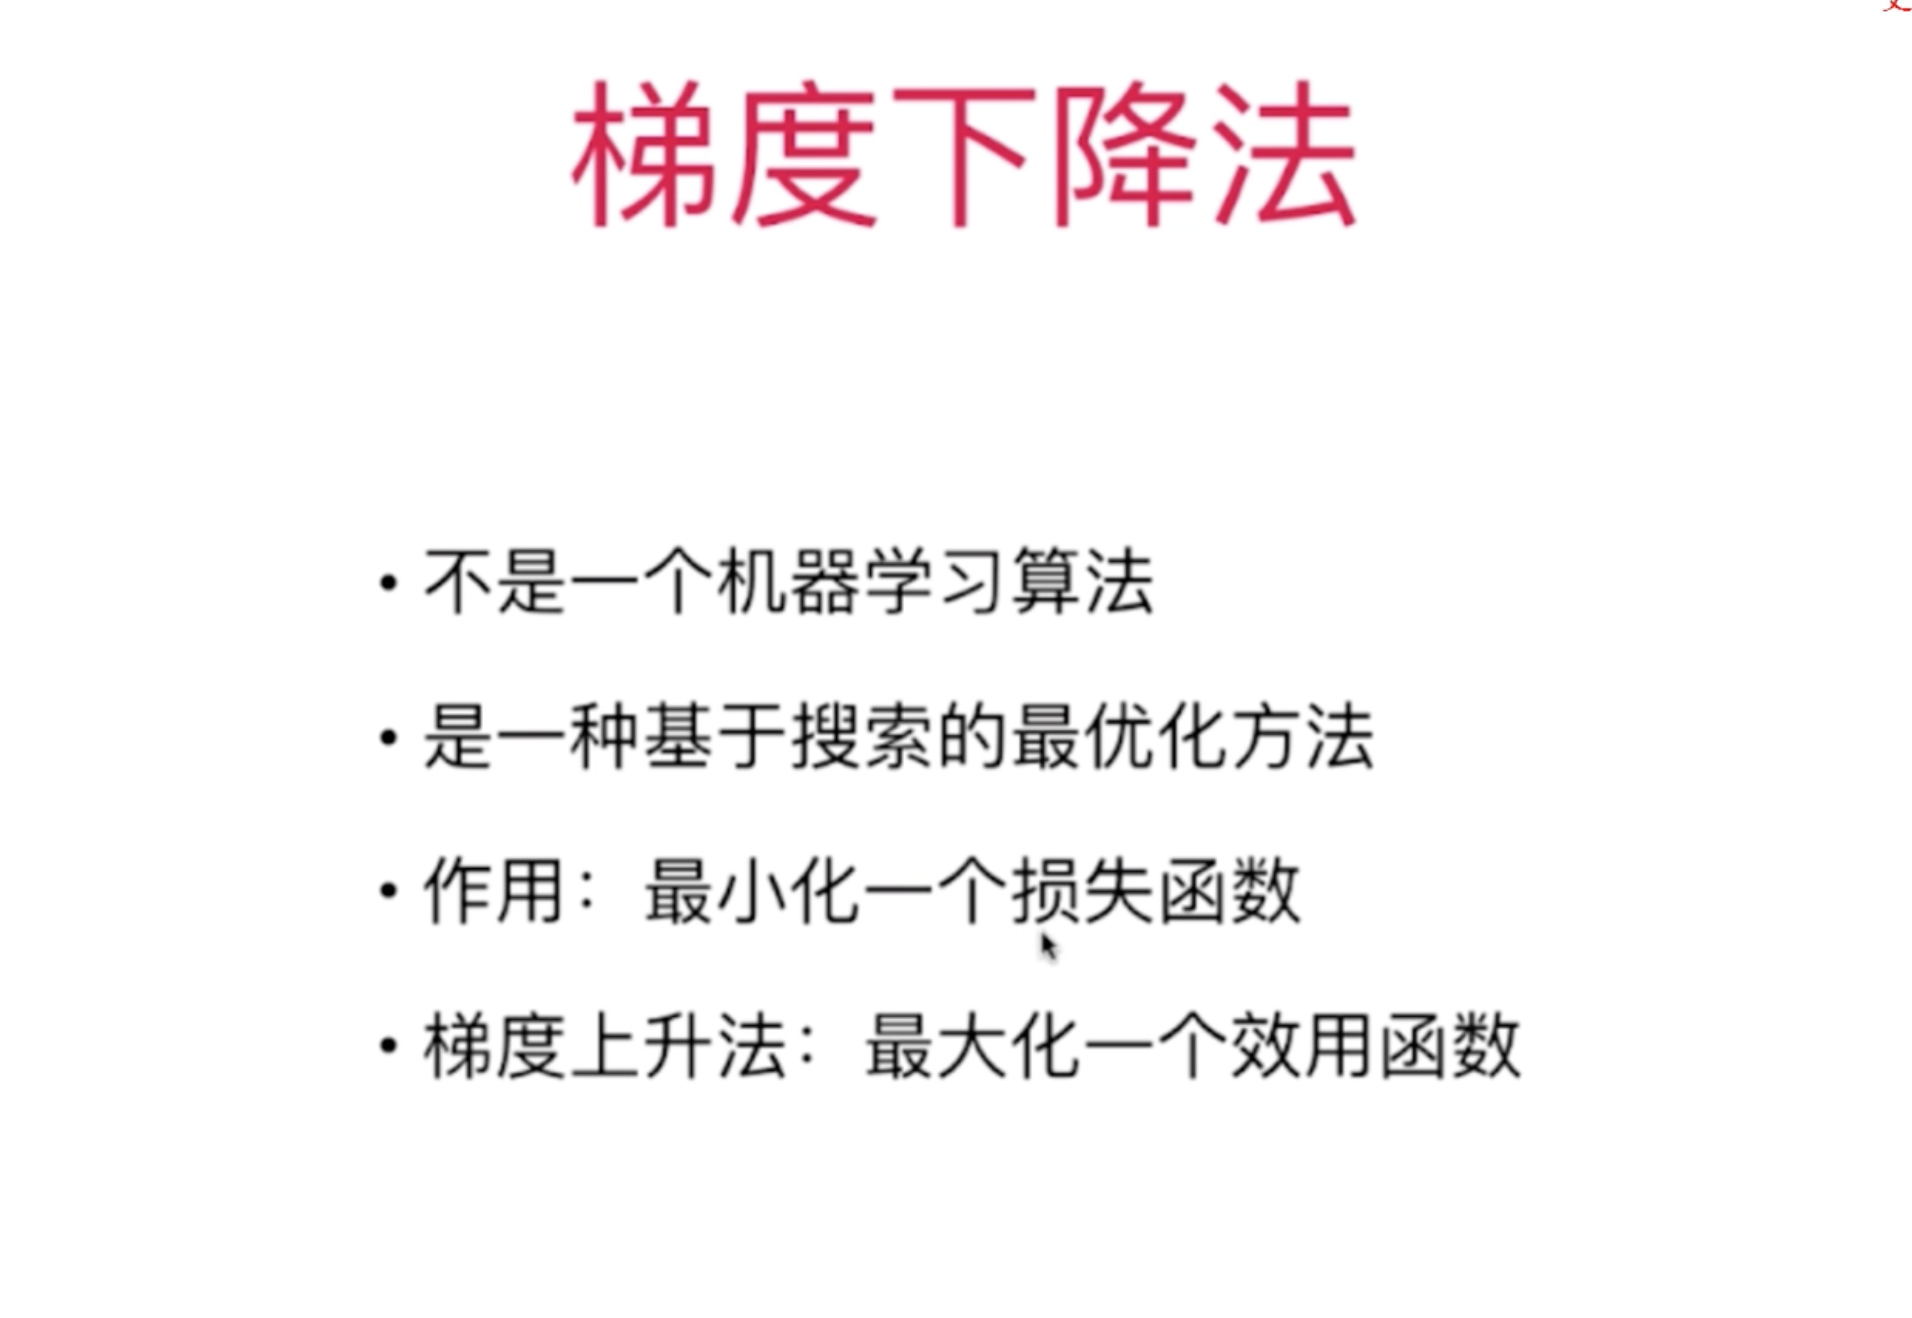 梯度下降法
• 不是一个机器学习算法
• 是一种基于搜索的最优化方法
• 作用：最小化一个损失函数
• 梯度上升法：最大化一个效用函数